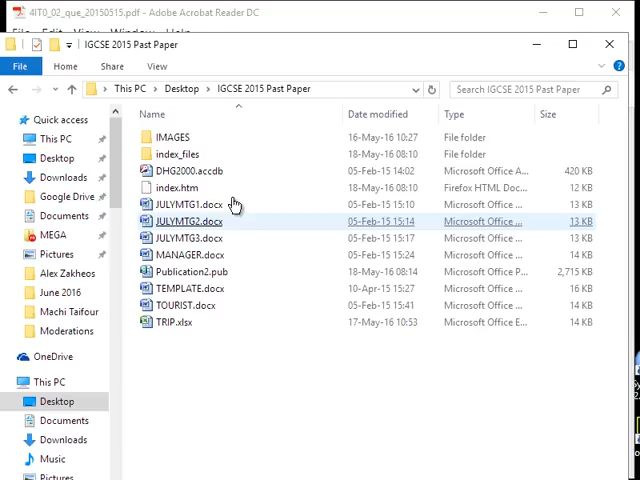 4IT0_02_que_20150515.pdf - Adobe Acrobat Reader DC
IGCSE 2015 Past Paper
File Home Share View
This PC Desktop IGCSE 2015 Past Paper Search IGCSE 2015 Past Paper
Name Date modified Type Size
Quick access
This PC
Desktop
Downloads
Google Drive
Documents
MEGA
Pictures
Alex Zakheos
June 2016
Machi Taifour
Moderations
OneDrive
This PC
Desktop
Documents
Downloads
Music
Pictures
IMAGES 16-May-16 10:27 File folder
index_files 18-May-16 08:10 File folder
DHG2000.accdb 05-Feb-15 14:02 Microsoft Office A... 420 KB
index.htm 18-May-16 08:10 Firefox HTML Doc... 12 KB
JULYMTG1.docx 05-Feb-15 15:10 Microsoft Office ... 13 KB
JULYMTG2.docx 05-Feb-15 15:14 Microsoft Office ... 13 KB
JULYMTG3.docx 05-Feb-15 15:17 Microsoft Office ... 13 KB
MANAGER.docx 05-Feb-15 15:24 Microsoft Office ... 14 KB
Publication2.pub 18-May-16 08:14 Microsoft Office P... 2,715 KB
TEMPLATE.docx 10-Apr-15 15:27 Microsoft Office ... 16 KB
TOURIST.docx 05-Feb-15 15:41 Microsoft Office ... 14 KB
TRIP.xlsx 17-May-16 10:53 Microsoft Office E... 14 KB